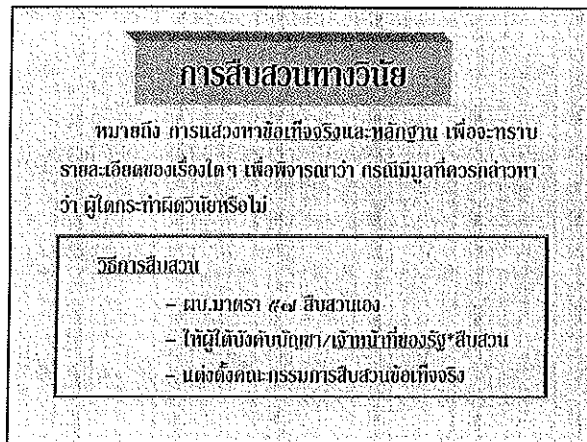 การสืบสวนทางวินัย
หมายถึง การแสวงหาข้อเท็จจริงและหลักฐาน เพื่อจะทราบ
รายละเอียดของเรื่องใดๆ เพื่อพิจารณาว่า กรณีมีมูลที่ควรกล่าวหา
ว่า ผู้ใดกระทำผิดวินัยหรือไม่
วิธีการสืบสวน
– ผบ.มาตรา ๕๗ สืบสวนเอง
– ให้ผู้ใต้บังคับบัญชา/เจ้าหน้าที่ของรัฐ*สืบสวน
– แต่งตั้งคณะกรรมการสืบสวนข้อเท็จจริง